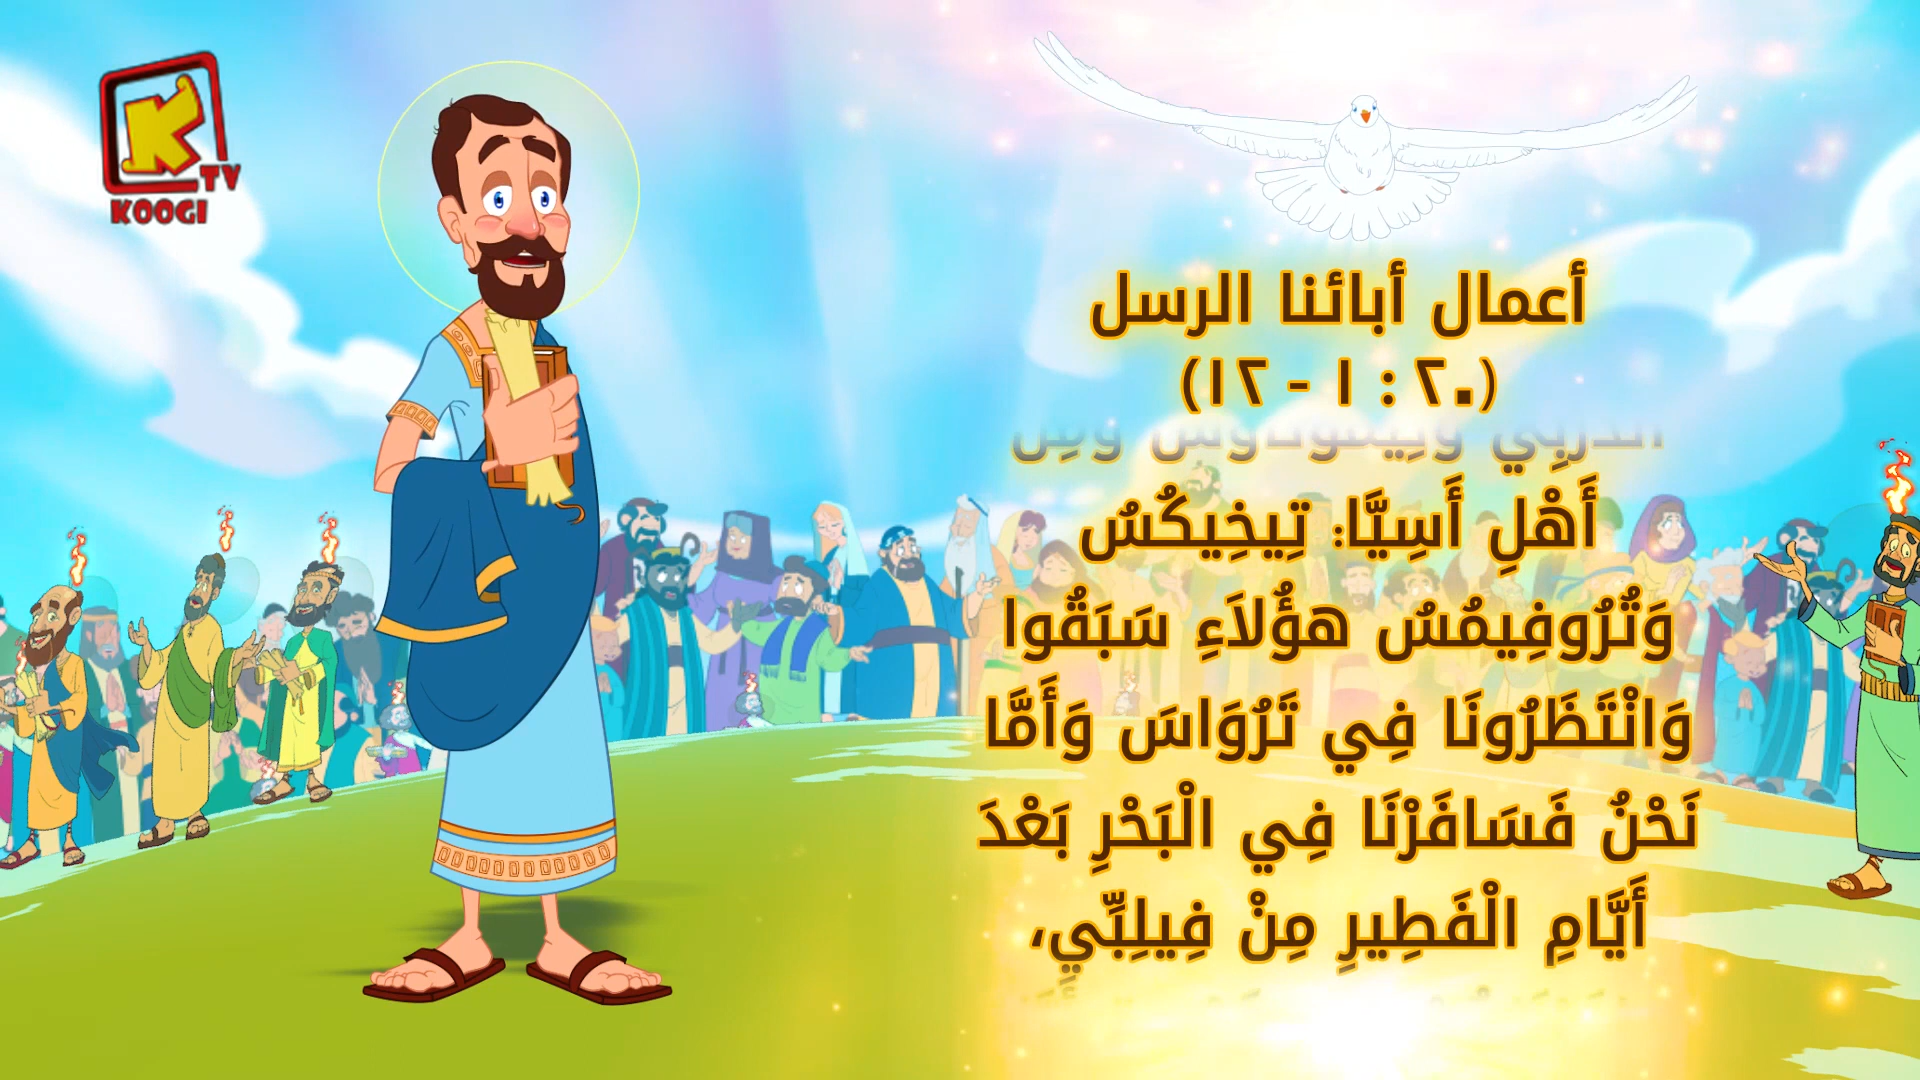 K
TV
KOOGI
أعمال أبائنا الرسل
(٢٠ : ١ - ١٢)
أَهْلِ أَسِيَّا: تِيخِيكُسُ
وَتُرُوفِيمُسُ هؤُلاَءِ سَبَقُوا
وَانْتَظَرُونَا فِي تَرُوَاسَ وَأَمَّا
نَحْنُ فَسَافَرْنَا فِي الْبَحْرِ بَعْدَ
أَيَّامِ الْفَطِيرِ مِنْ فِيلِبِّي،